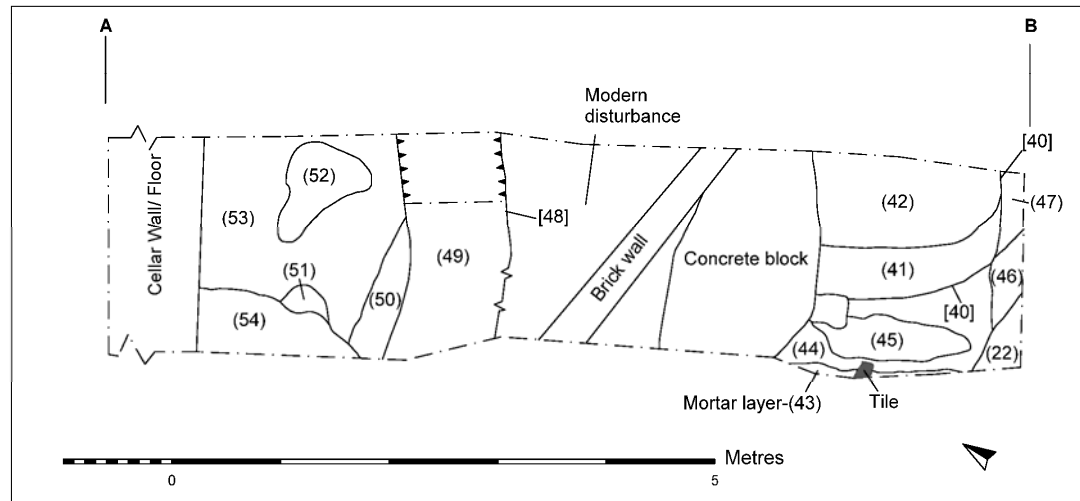 A
B
Modern
disturbance
[40]
(52)
(47)
(42)
(53)
[48]
Cellar Wall/ Floor
(49)
Brick wall
Concrete block
(41)
(46)
(51)
(50)
[40]
(54)
(45)
(44)
(22)
Mortar layer-(43)
Tile
Metres
0
5